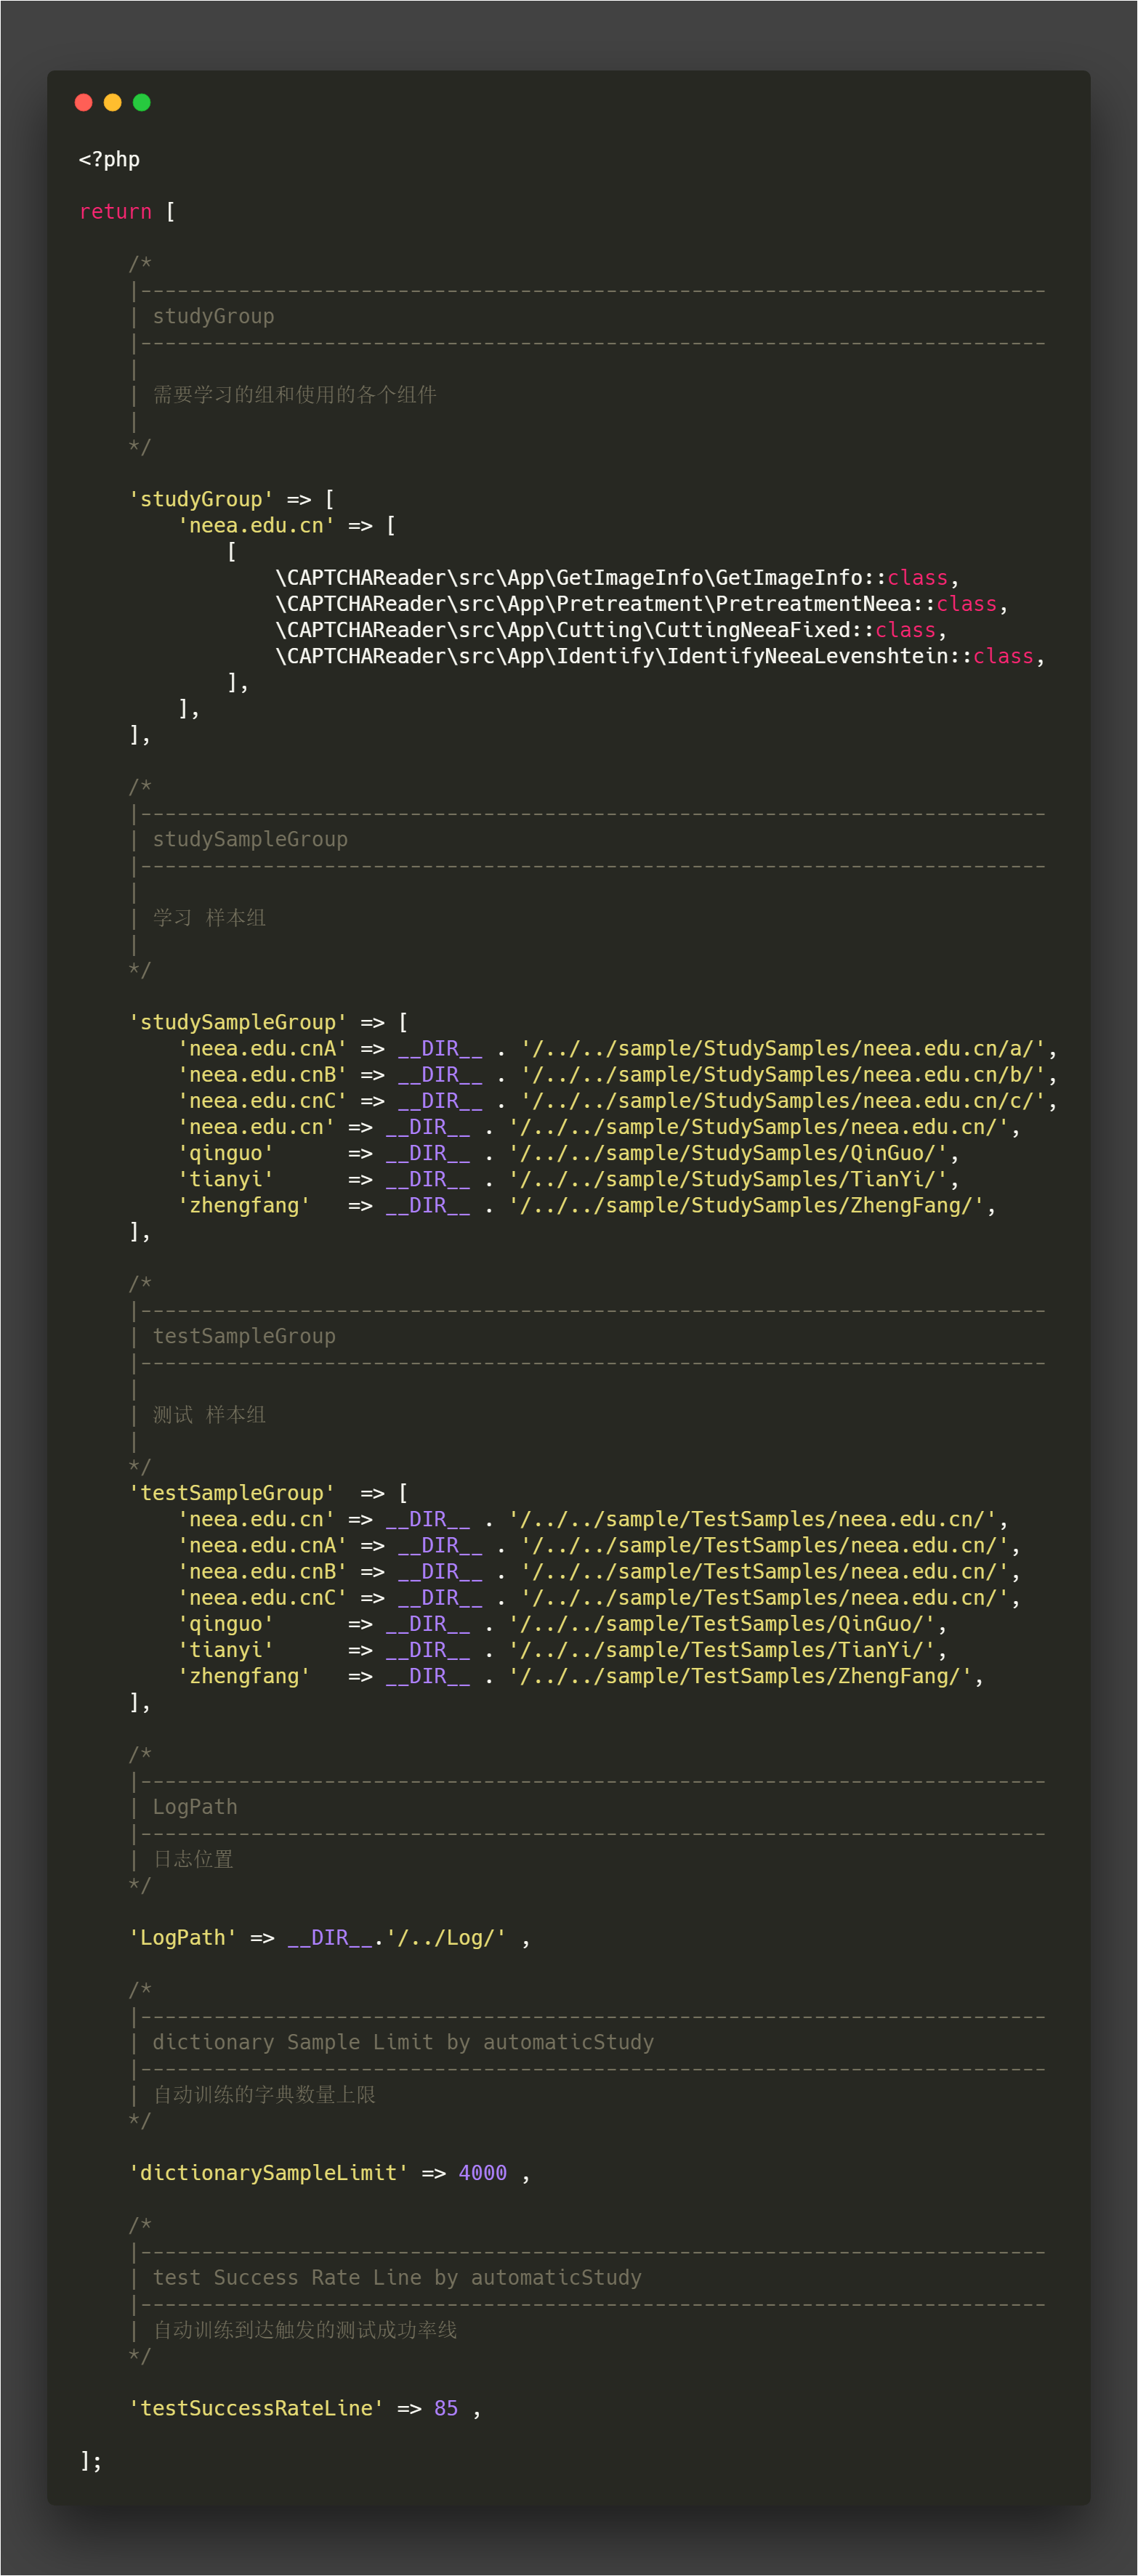 <?php

return [

    /*
    |--------------------------------------------------------------------------
    | studyGroup
    |--------------------------------------------------------------------------
    |
    | 需要学习的组和使用的各个组件
    |
    */

    'studyGroup' => [
        'neea.edu.cn' => [
            [
                \CAPTCHAReader\src\App\GetImageInfo\GetImageInfo::class,
                \CAPTCHAReader\src\App\Pretreatment\PretreatmentNeea::class,
                \CAPTCHAReader\src\App\Cutting\CuttingNeeaFixed::class,
                \CAPTCHAReader\src\App\Identify\IdentifyNeeaLevenshtein::class,
            ],
        ],
    ],

    /*
    |--------------------------------------------------------------------------
    | studySampleGroup
    |--------------------------------------------------------------------------
    |
    | 学习 样本组
    |
    */

    'studySampleGroup' => [
        'neea.edu.cnA' => __DIR__ . '/../../sample/StudySamples/neea.edu.cn/a/',
        'neea.edu.cnB' => __DIR__ . '/../../sample/StudySamples/neea.edu.cn/b/',
        'neea.edu.cnC' => __DIR__ . '/../../sample/StudySamples/neea.edu.cn/c/',
        'neea.edu.cn' => __DIR__ . '/../../sample/StudySamples/neea.edu.cn/',
        'qinguo'      => __DIR__ . '/../../sample/StudySamples/QinGuo/',
        'tianyi'      => __DIR__ . '/../../sample/StudySamples/TianYi/',
        'zhengfang'   => __DIR__ . '/../../sample/StudySamples/ZhengFang/',
    ],

    /*
    |--------------------------------------------------------------------------
    | testSampleGroup
    |--------------------------------------------------------------------------
    |
    | 测试 样本组
    |
    */
    'testSampleGroup'  => [
        'neea.edu.cn' => __DIR__ . '/../../sample/TestSamples/neea.edu.cn/',
        'neea.edu.cnA' => __DIR__ . '/../../sample/TestSamples/neea.edu.cn/',
        'neea.edu.cnB' => __DIR__ . '/../../sample/TestSamples/neea.edu.cn/',
        'neea.edu.cnC' => __DIR__ . '/../../sample/TestSamples/neea.edu.cn/',
        'qinguo'      => __DIR__ . '/../../sample/TestSamples/QinGuo/',
        'tianyi'      => __DIR__ . '/../../sample/TestSamples/TianYi/',
        'zhengfang'   => __DIR__ . '/../../sample/TestSamples/ZhengFang/',
    ],

    /*
    |--------------------------------------------------------------------------
    | LogPath
    |--------------------------------------------------------------------------
    | 日志位置
    */

    'LogPath' => __DIR__.'/../Log/' ,

    /*
    |--------------------------------------------------------------------------
    | dictionary Sample Limit by automaticStudy
    |--------------------------------------------------------------------------
    | 自动训练的字典数量上限
    */

    'dictionarySampleLimit' => 4000 ,

    /*
    |--------------------------------------------------------------------------
    | test Success Rate Line by automaticStudy
    |--------------------------------------------------------------------------
    | 自动训练到达触发的测试成功率线
    */

    'testSuccessRateLine' => 85 ,

];